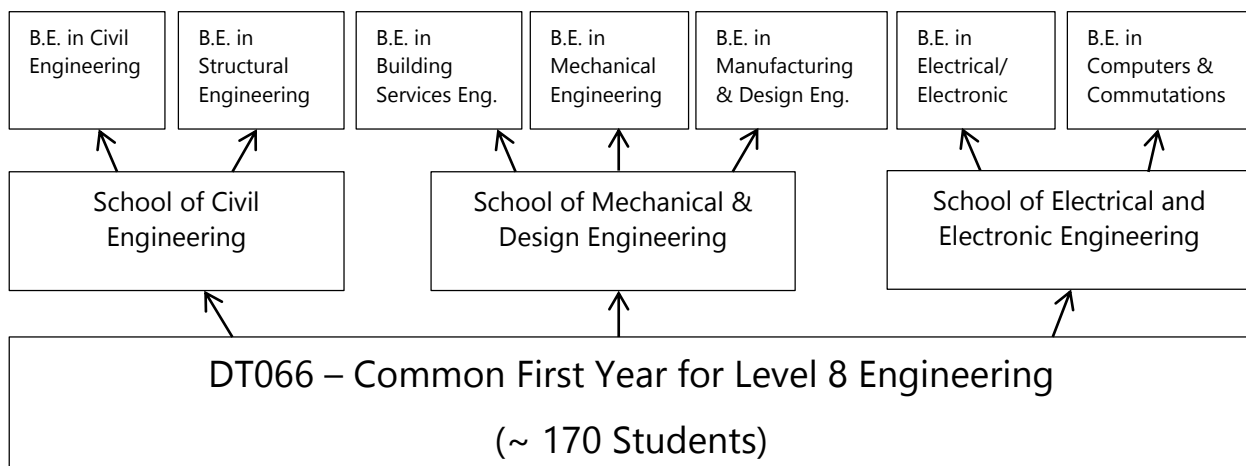 B.E. in Civil
Engineering
B.E. in
Structural
Engineering
B.E. in
Building
Services Eng.
B.E. in
Mechanical
Engineering
B.E. in
Manufacturing
& Design Eng.
B.E. in
Electrical/
Electronic
B.E. in
Computers &
Commutations
School of Civil
Engineering
School of Mechanical &
Design Engineering
School of Electrical and
Electronic Engineering
DT066 – Common First Year for Level 8 Engineering
(~ 170 Students)